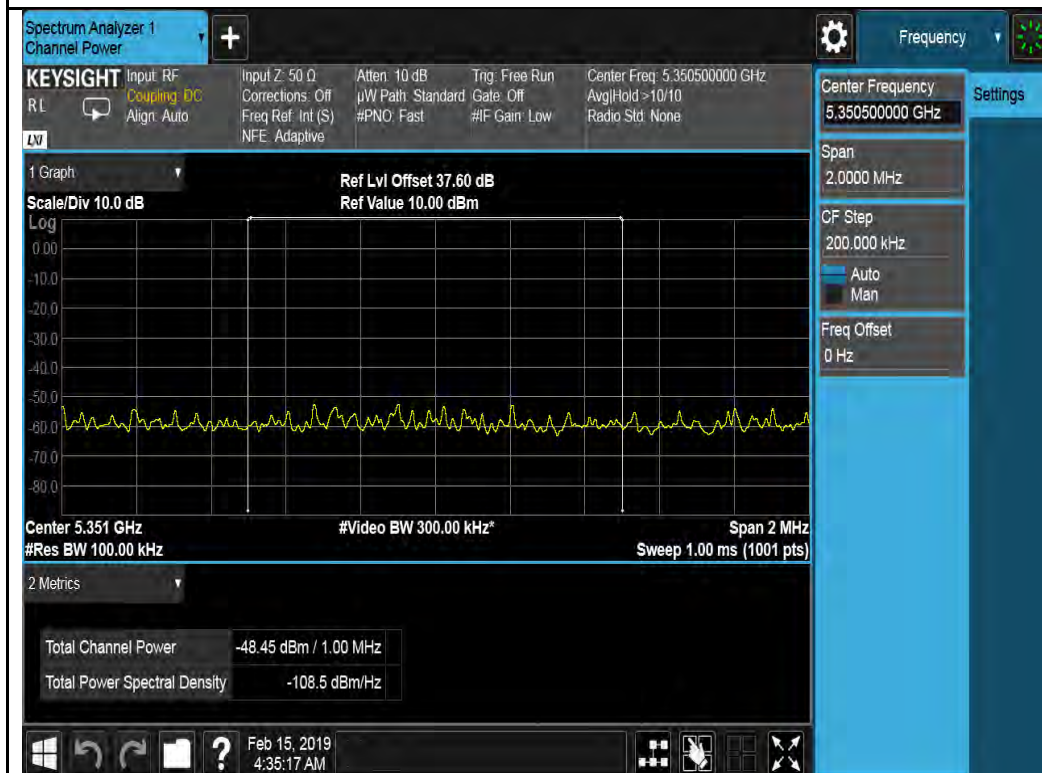 Spectrum Analyzer 1
Channel Power
Frequency
KEYSIGHT
RL
LXI
Input: RF
Coupling: DC
Align: Auto
Input Z: 50 Ω
Corrections: Off
Freq Ref: Int (S)
NFE: Adaptive
Atten: 10 dB
µW Path: Standard
#PNO: Fast
Trig: Free Run
Gate: Off
#IF Gain: Low
Center Freq: 5.350500000 GHz
Avg|Hold >10/10
Radio Std: None
Center Frequency
5.350500000 GHz
Settings
Span
2.0000 MHz
CF Step
200.000 kHz
Auto
Man
Freq Offset
0 Hz
1 Graph
Scale/Div 10.0 dB
Ref Lvl Offset 37.60 dB
Ref Value 10.00 dBm
Log
0.00
-10.0
-20.0
-30.0
-40.0
-50.0
-60.0
-70.0
-80.0
Center 5.351 GHz
#Video BW 300.00 kHz*
Span 2 MHz
#Res BW 100.00 kHz
Sweep 1.00 ms (1001 pts)
2 Metrics
Total Channel Power -48.45 dBm / 1.00 MHz
Total Power Spectral Density -108.5 dBm/Hz
?
Feb 15, 2019
4:35:17 AM